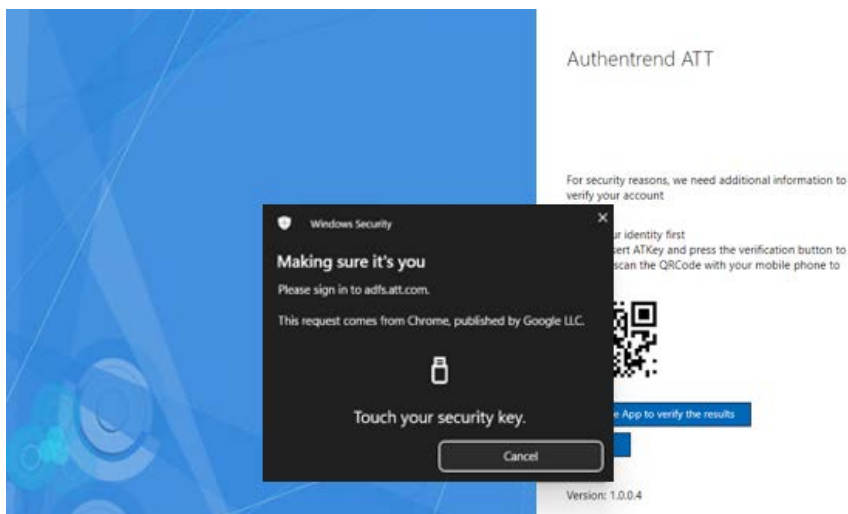 Authentrend ATT
For security reasons, we need additional information to
verify your account
ur identity first
ert ATKey and press the verification button to
scan the QRCode with your mobile phone to
Windows Security
Making sure it's you
Please sign in to adfs.att.com.
This request comes from Chrome, published by Google LLC.
Touch your security key.
Cancel
App to verify the results
Version: 1.0.0.4